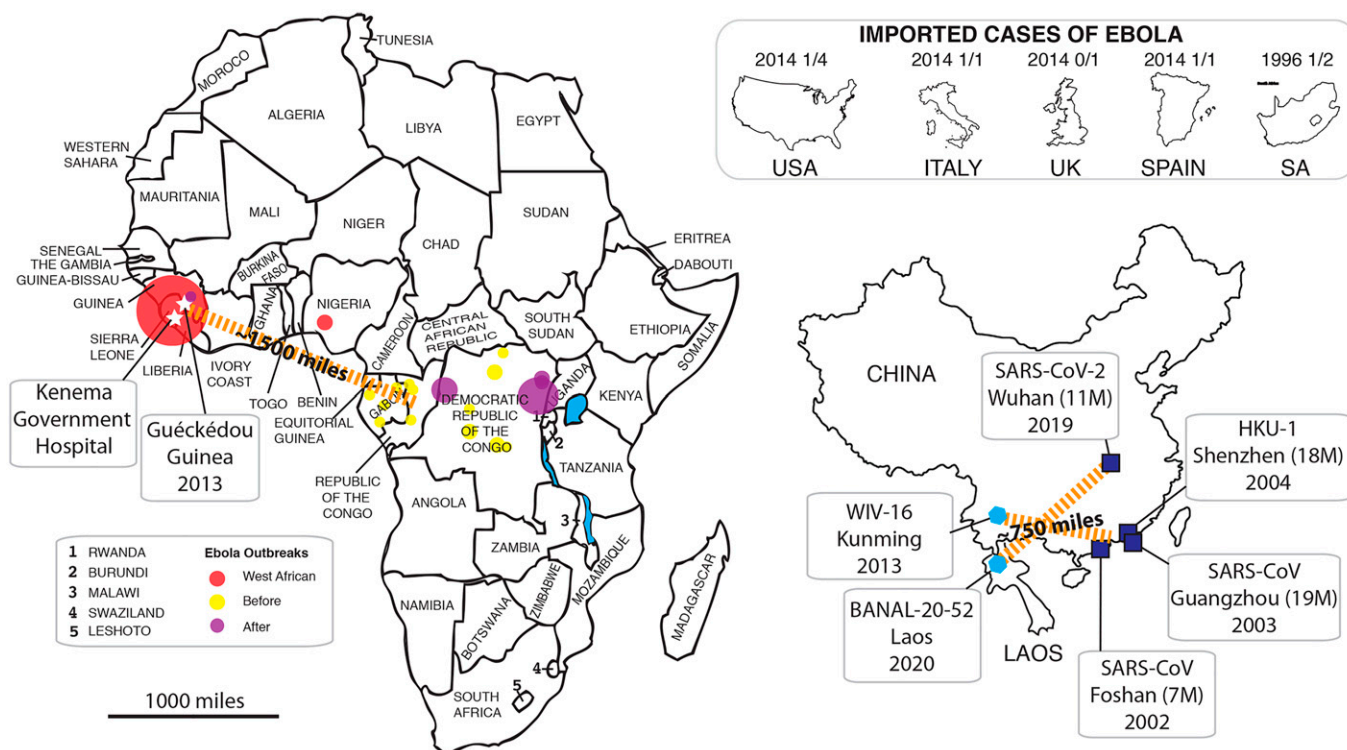 TUNESIA
MOROCO
ALGERIA
LIBYA
EGYPT
WESTERN
SAHARA
MAURITANIA
MALI
NIGER
CHAD
SUDAN
ERITREA
DABOUTI
SENEGAL
THE GAMBIA
GUINEA-BISSAU
GUINEA
BURKINA
FASO
NIGERIA
GHANA
SIERRA
LEONE
LIBERIA
IVORY
COAST
TOGO
BENIN
CAMEROON
CENTRAL
AFRICAN
REPUBLIC
SOUTH
SUDAN
ETHIOPIA
SOMALIA
~1500 miles
EQUITORIAL
GUINEA
GABON
REPUBLIC
OF THE
CONGO
DEMOCRATIC
REPUBLIC
OF THE
CONGO
UGANDA
KENYA
1
2
TANZANIA
ANGOLA
ZAMBIA
3
MOZAMBIQUE
ZIMBABWE
NAMIBIA
BOTSWANA
MADAGASCAR
4
5
SOUTH
AFRICA
Kenema
Government
Hospital
Guéckédou
Guinea
2013
1 RWANDA
2 BURUNDI
3 MALAWI
4 SWAZILAND
5 LESHOTO
Ebola Outbreaks
West African
Before
After
1000 miles
IMPORTED CASES OF EBOLA
2014 1/4
2014 1/1
2014 0/1
2014 1/1
1996 1/2
USA
ITALY
UK
SPAIN
SA
CHINA
SARS-CoV-2
Wuhan (11M)
2019
HKU-1
Shenzhen (18M)
2004
WIV-16
Kunming
2013
750 miles
BANAL-20-52
Laos
2020
LAOS
SARS-CoV
Guangzhou (19M)
2003
SARS-CoV
Foshan (7M)
2002